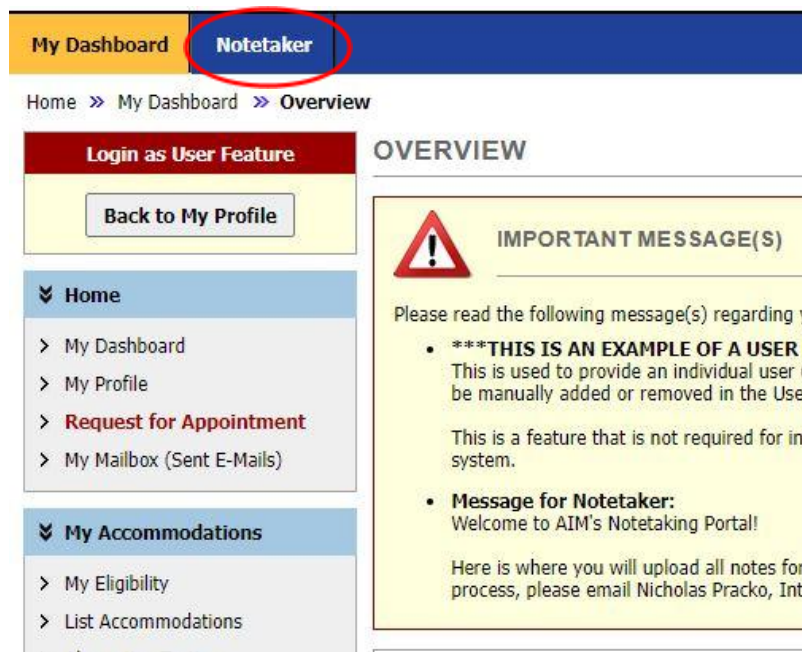 My Dashboard Notetaker
Home » My Dashboard » Overview
Login as User Feature
Back to My Profile
Home
My Dashboard
My Profile
Request for Appointment
My Mailbox (Sent E-Mails)
My Accommodations
My Eligibility
List Accommodations
OVERVIEW
IMPORTANT MESSAGE(S)
Please read the following message(s) regarding
• ***THIS IS AN EXAMPLE OF A USER
This is used to provide an individual user
be manually added or removed in the Use
This is a feature that is not required for in
system.
• Message for Notetaker:
Welcome to AIM's Notetaking Portal!
Here is where you will upload all notes for
process, please email Nicholas Pracko, Int